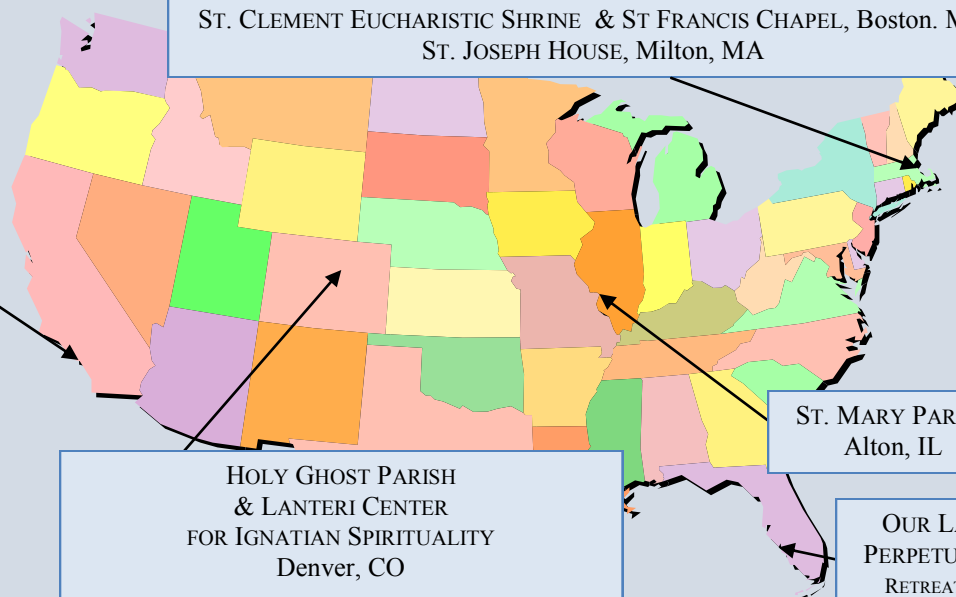 ST. CLEMENT EUCHARISTIC SHRINE & ST FRANCIS CHAPEL, Boston.
ST. JOSEPH HOUSE, Milton, MA
ST. MARY
Alton, IL
HOLY GHOST PARISH
& LANTERI CENTER
FOR IGNATIAN SPIRITUALITY
Denver, CO
OUR